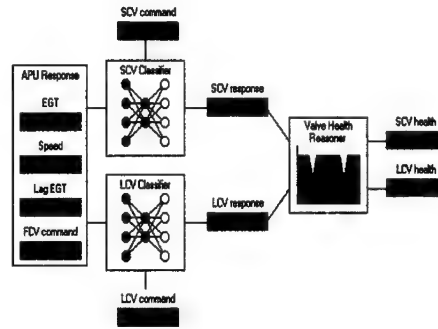 SCV command
APU Response
EGT
Speed
Lag EGT
FCV command
SCV Classifier
SCV response
LCV Classifier
LCV response
LCV command
Valve Health
Reasoner
SCV health
LCV health